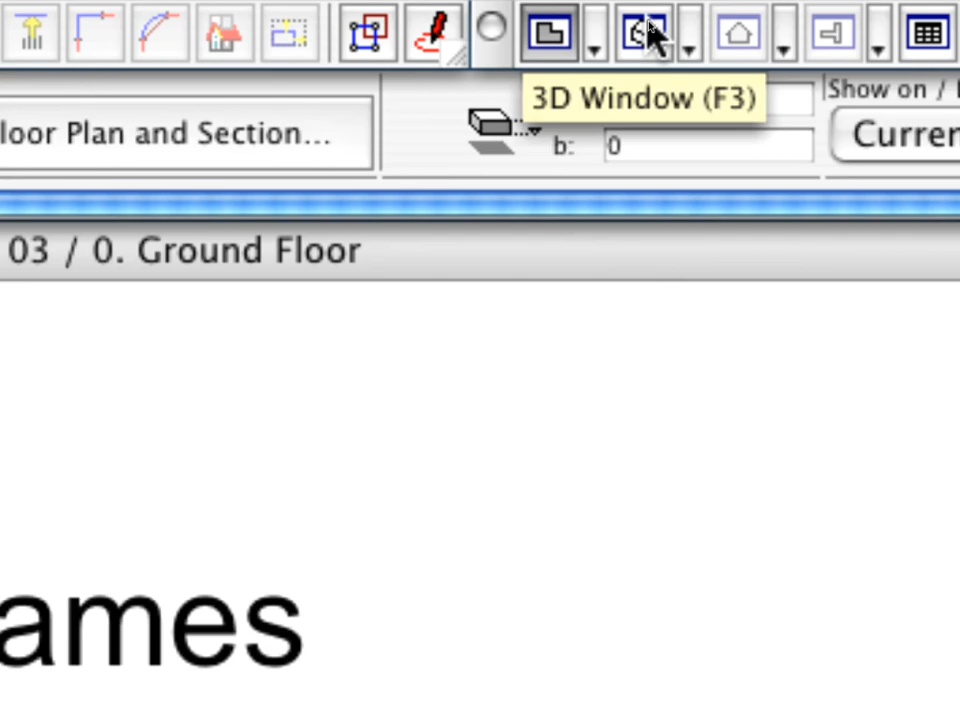 3D Window (F3)
Show on /
loor Plan and Section...
b: 0
Curren
03 / 0. Ground Floor
ames